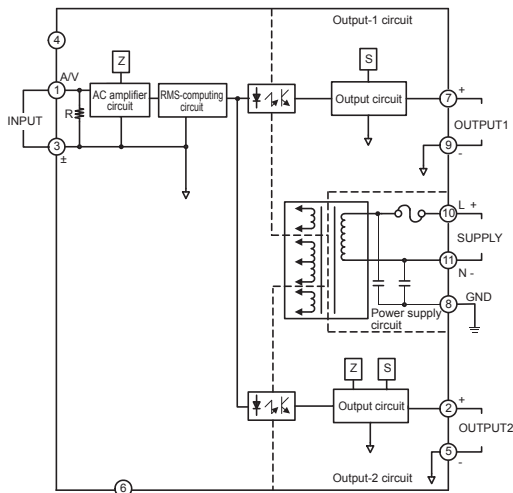 Output-1 circuit
4
Z
S
A/V
1
AC amplifier
circuit
RMS-computing
circuit
Output circuit
7
+
INPUT
R
OUTPUT1
3
±
9
-
10
L +
SUPPLY
11
N -
GND
8
Power supply
circuit
Z
S
Output circuit
2
+
OUTPUT2
5
-
6
Output-2 circuit